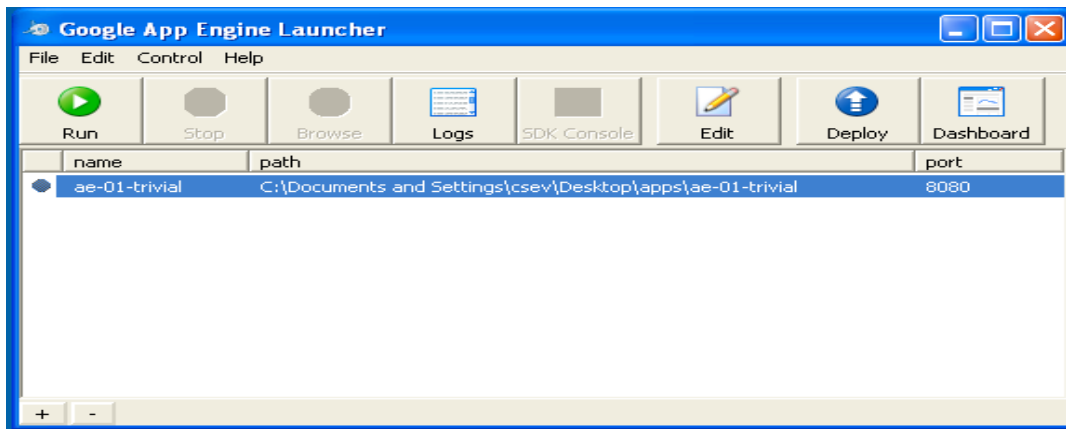 Google App Engine Launcher
File Edit Control Help
Run Stop Browse Logs SDK Console Edit Deploy Dashboard
name path port
ae-01-trivial C:\Documents and Settings\csev\Desktop\apps\ae-01-trivial 8080
+ -